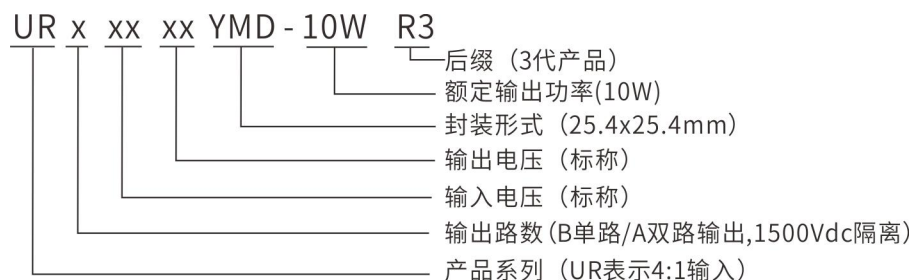 UR x xx xx YMD - 10W R3
后缀（3代产品）
额定输出功率(10W)
封装形式（25.4x25.4mm）
输出电压（标称）
输入电压（标称）
输出路数(B单路/A双路输出,1500Vdc隔离)
产品系列（UR表示4:1输入）